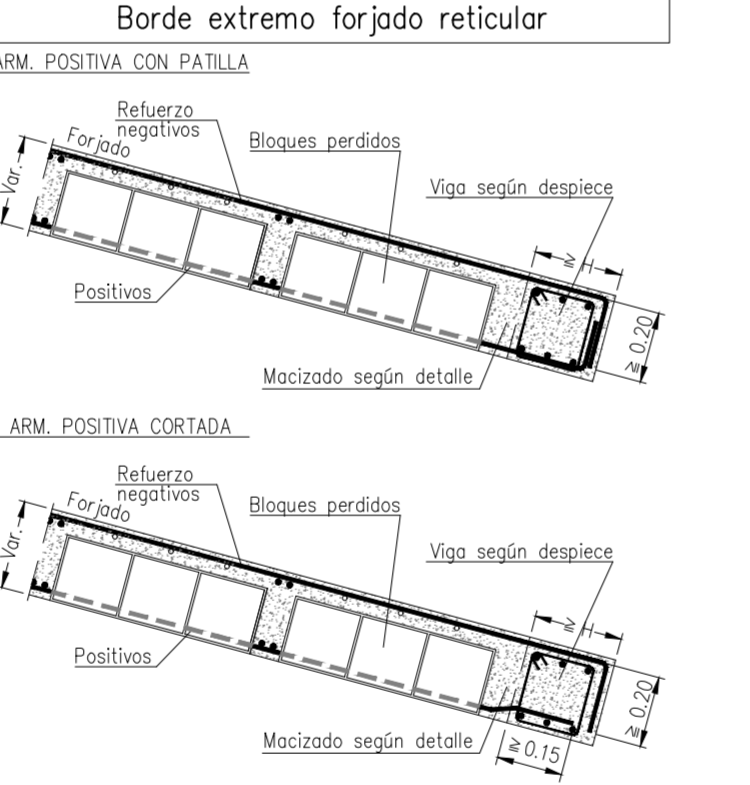 Borde extremo forjado reticular
ARM. POSITIVA CON PATILLA
Refuerzo
negativos
Forjado
Bloques perdidos
Var.
Viga según despiece
≥ H
Positivos
≥ 0.20
Macizado según detalle
ARM. POSITIVA CORTADA
Refuerzo
negativos
Forjado
Bloques perdidos
Var.
Viga según despiece
≥ H
Positivos
≥ 0.20
Macizado según detalle
≥ 0.15